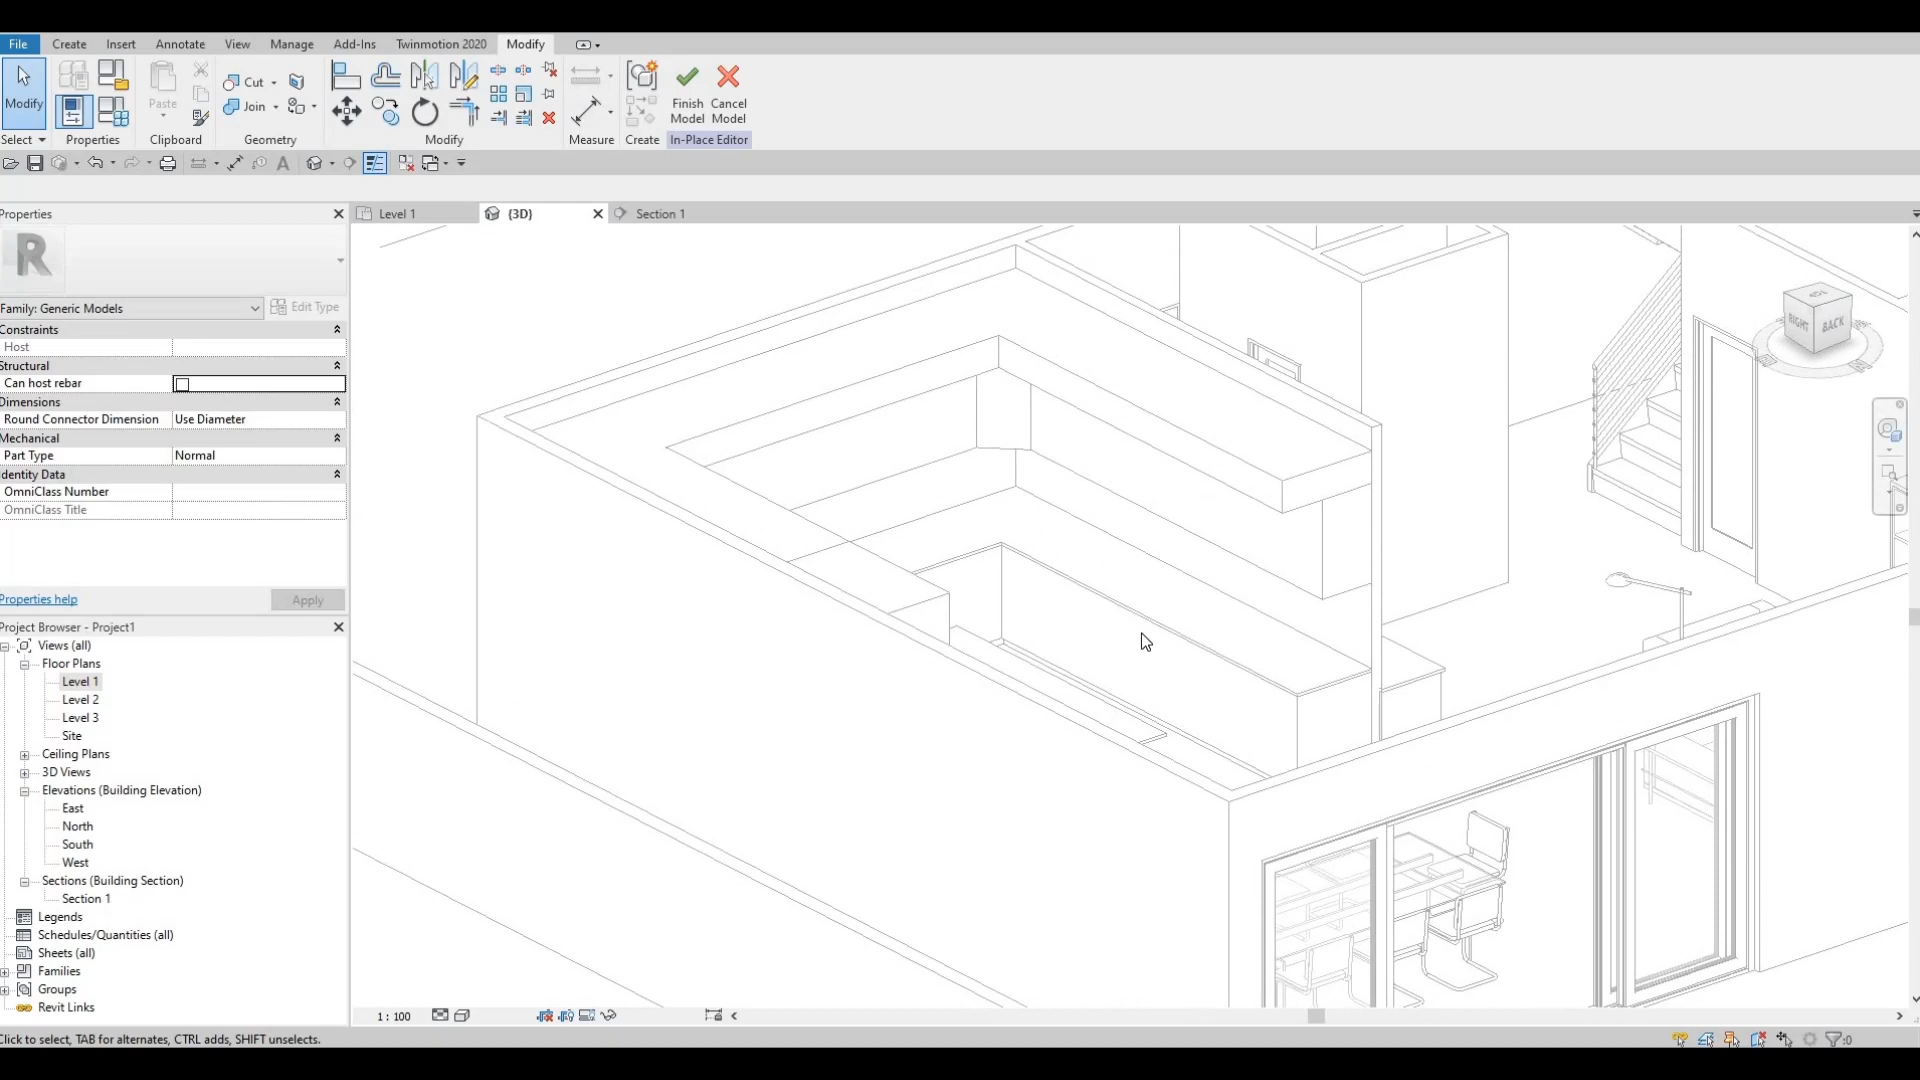 File Create Insert Annotate View Manage Add-Ins Twinmotion 2020 Modify
Modify Paste Cut Join Finish Model Cancel Model
Select Properties Clipboard Geometry Modify Measure Create In-Place Editor
Properties
Level 1 {3D} Section 1
R
Family: Generic Models Edit Type
Constraints
Host
Structural
Can host rebar
Dimensions
Round Connector Dimension Use Diameter
Mechanical
Part Type Normal
Identity Data
OmniClass Number
OmniClass Title
Properties help Apply
Project Browser - Project1
Views (all)
Floor Plans
Level 1
Level 2
Level 3
Site
Ceiling Plans
3D Views
Elevations (Building Elevation)
East
North
South
West
Sections (Building Section)
Section 1
Legends
Schedules/Quantities (all)
Sheets (all)
Families
Groups
Revit Links
RIGHT BACK
1 : 100
Click to select, TAB for alternates, CTRL adds, SHIFT unselects.
:0